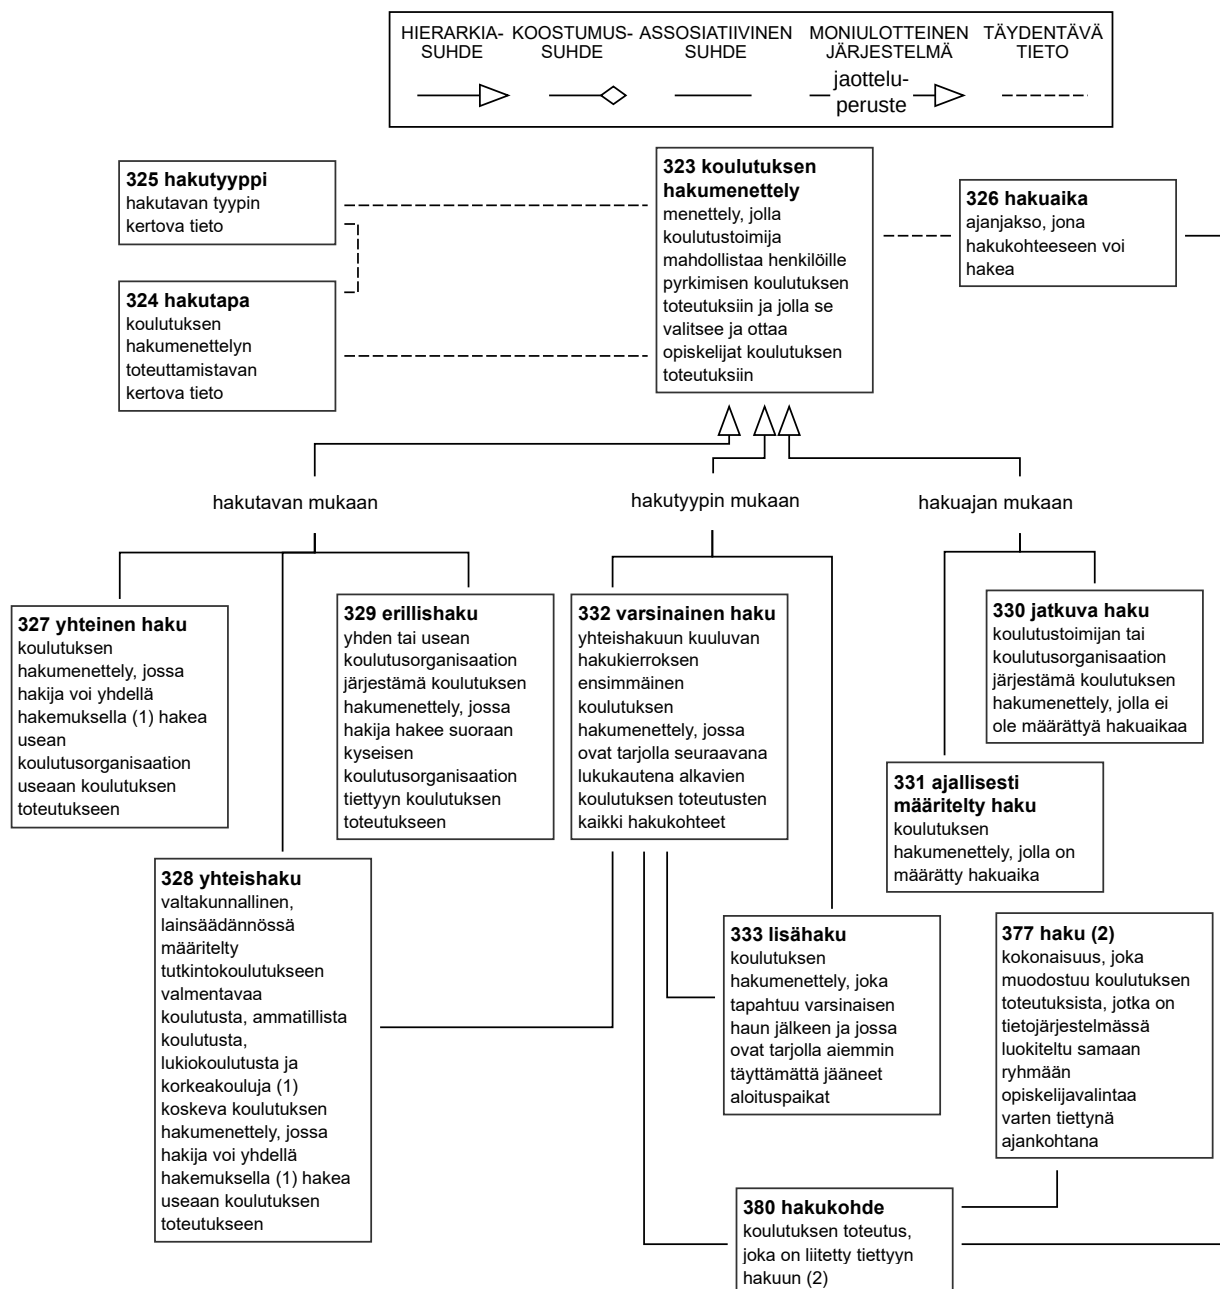 HIERARKIA-
SUHDE
KOOSTUMUS-
SUHDE
ASSOSIATIIVINEN
SUHDE
MONIULOTTEINEN
JÄRJESTELMÄ
jaottelu-
peruste
TÄYDENTÄVÄ
TIETO
325 hakutyyppi
hakutavan tyypin
kertova tieto
324 hakutapa
koulutuksen
hakumenettelyn
toteuttamistavan
kertova tieto
323 koulutuksen
hakumenettely
menettely, jolla
koulutustoimija
mahdollistaa henkilöille
pyrkimisen koulutuksen
toteutuksiin ja jolla se
valitsee ja ottaa
opiskelijat koulutuksen
toteutuksiin
326 hakuaika
ajanjakso, jona
hakukohteeseen voi
hakea
hakutavan mukaan
hakutyypin mukaan
hakuajan mukaan
327 yhteinen haku
koulutuksen
hakumenettely, jossa
hakija voi yhdellä
hakemuksella (1) hakea
usean
koulutusorganisaation
useaan koulutuksen
toteutukseen
329 erillishaku
yhden tai usean
koulutusorganisaation
järjestämä koulutuksen
hakumenettely, jossa
hakija hakee suoraan
kyseisen
koulutusorganisaation
tiettyyn koulutuksen
toteutukseen
332 varsinainen haku
yhteishakuun kuuluvan
hakukierroksen
ensimmäinen
koulutuksen
hakumenettely, jossa
ovat tarjolla seuraavana
lukukautena alkavien
koulutuksen toteutusten
kaikki hakukohteet
330 jatkuva haku
koulutustoimijan tai
koulutusorganisaation
järjestämä koulutuksen
hakumenettely, jolla ei
ole määrättyä hakuaikaa
331 ajallisesti
määritelty haku
koulutuksen
hakumenettely, jolla on
määrätty hakuaika
328 yhteishaku
valtakunnallinen,
lainsäädännössä
määritelty
tutkintokoulutukseen
valmentavaa
koulutusta, ammatillista
koulutusta,
lukiokoulutusta ja
korkeakouluja (1)
koskeva koulutuksen
hakumenettely, jossa
hakija voi yhdellä
hakemuksella (1) hakea
useaan koulutuksen
toteutukseen
333 lisähaku
koulutuksen
hakumenettely, joka
tapahtuu varsinaisen
haun jälkeen ja jossa
ovat tarjolla aiemmin
täyttämättä jääneet
aloituspaikat
377 haku (2)
kokonaisuus, joka
muodostuu koulutuksen
toteutuksista, jotka on
tietojärjestelmässä
luokiteltu samaan
ryhmään
opiskelijavalintaa
varten tiettynä
ajankohtana
380 hakukohde
koulutuksen toteutus,
joka on liitetty tiettyyn
hakuun (2)